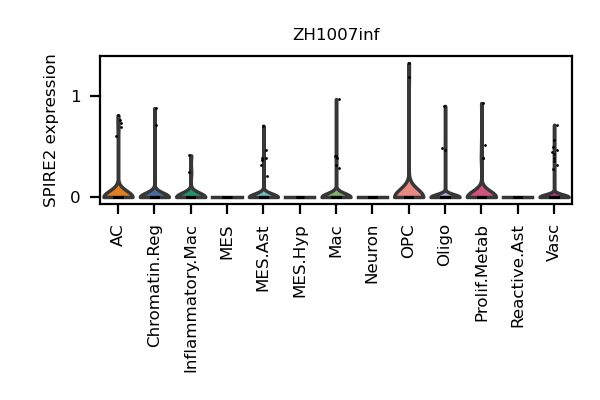 ZH1007inf
SPIRE2 expression
1
0
AC
Chromatin.Reg
Inflammatory.Mac
MES
MES.Ast
MES.Hyp
Mac
Neuron
OPC
Oligo
Prolif.Metab
Reactive.Ast
Vasc